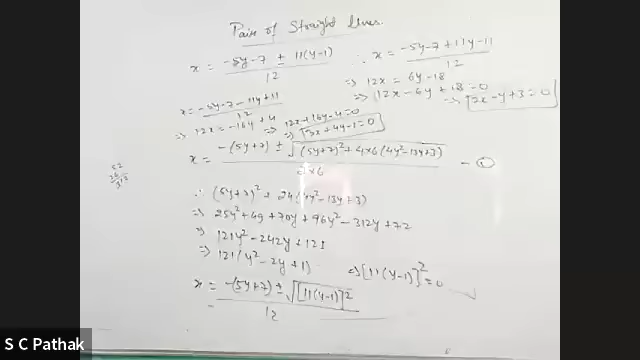 Pair of Straight lines.
x = (-5y-7 ± 11(y-1))/12 ∴ x = (-5y-7+11y-11)/12
⇒ 12x = 6y-18
x = (-5y-7-11y+11)/12 ⇒ 12x-6y+18=0
⇒ 12x = -16y+4 ⇒ 12x+16y-4=0 ⇒ 2x-y+3=0
⇒ 3x+4y-1=0
x = (-(5y+7) ± √((5y+7)²+4×6(4y²-13y+3)))/(2×6) - ①
∴ (5y+7)²+24(4y²-13y+3)
⇒ 25y²+49+70y+96y²-312y+72
⇒ 121y²-242y+121
⇒ 121(y²-2y+1) ⇒ [11(y-1)]²=0
x = (-(5y+7) ± √([11(y-1)]²))/12
S C Pathak